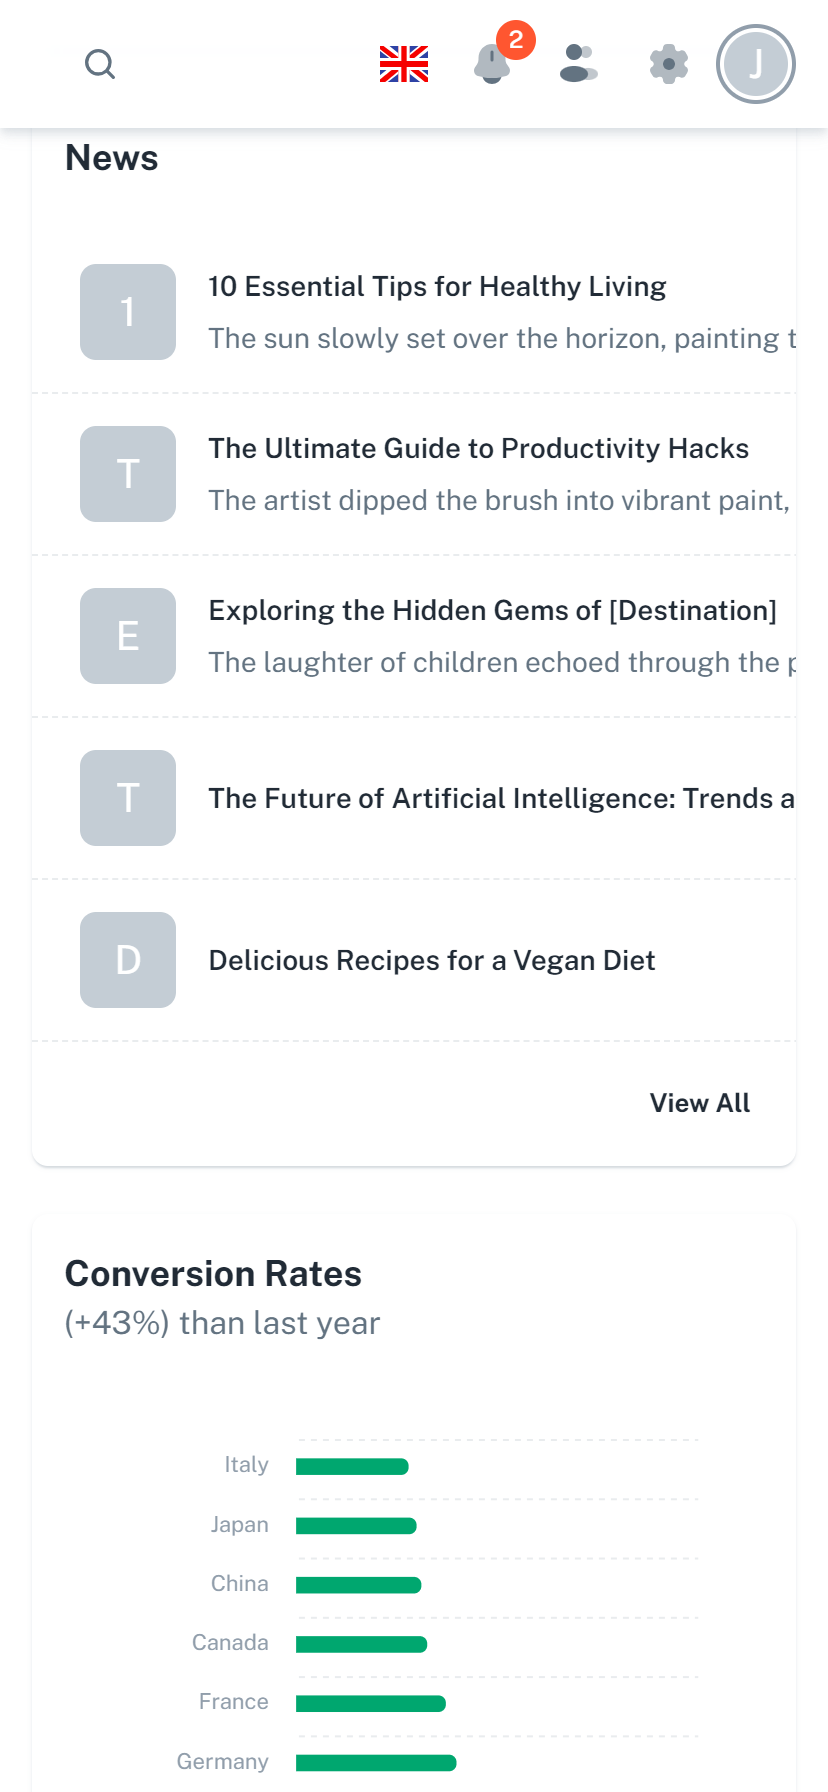 2
J
News
1
10 Essential Tips for Healthy Living
The sun slowly set over the horizon, painting t
T
The Ultimate Guide to Productivity Hacks
The artist dipped the brush into vibrant paint,
E
Exploring the Hidden Gems of [Destination]
The laughter of children echoed through the p
T
The Future of Artificial Intelligence: Trends a
D
Delicious Recipes for a Vegan Diet
View All
Conversion Rates
(+43%) than last year
Italy
Japan
China
Canada
France
Germany